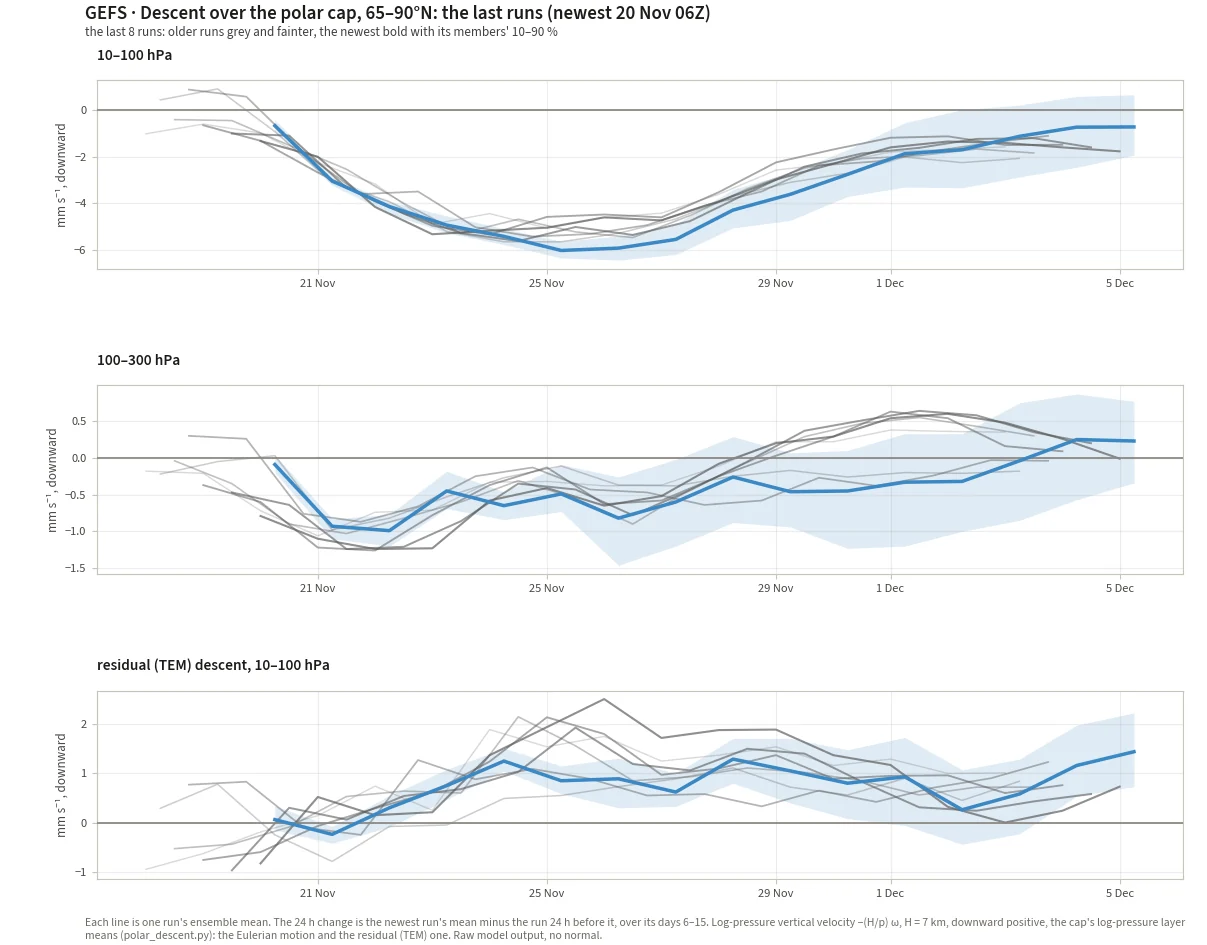 GEFS · Descent over the polar cap, 65–90°N: the last runs (newest 20 Nov 06Z)
the last 8 runs: older runs grey and fainter, the newest bold with its members' 10–90 %
10–100 hPa
mm s⁻¹, downward
0
−2
−4
−6
21 Nov
25 Nov
29 Nov
1 Dec
5 Dec
100–300 hPa
mm s⁻¹, downward
0.5
0.0
−0.5
−1.0
−1.5
21 Nov
25 Nov
29 Nov
1 Dec
5 Dec
residual (TEM) descent, 10–100 hPa
mm s⁻¹, downward
2
1
0
−1
21 Nov
25 Nov
29 Nov
1 Dec
5 Dec
Each line is one run's ensemble mean. The 24 h change is the newest run's mean minus the run 24 h before it, over its days 6–15. Log-pressure vertical velocity −(H/p) ω, H = 7 km, downward positive, the cap's log-pressure layer
means (polar_descent.py): the Eulerian motion and the residual (TEM) one. Raw model output, no normal.